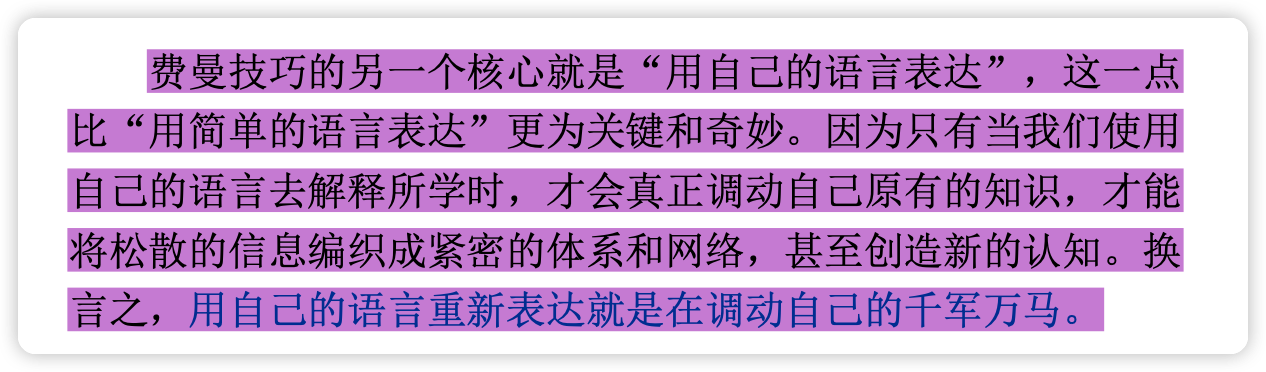 费曼技巧的另一个核心就是“用自己的语言表达”，这一点
比“用简单的语言表达”更为关键和奇妙。因为只有当我们使用
自己的语言去解释所学时，才会真正调动自己原有的知识，才能
将松散的信息编织成紧密的体系和网络，甚至创造新的认知。换
言之，用自己的语言重新表达就是在调动自己的千军万马。